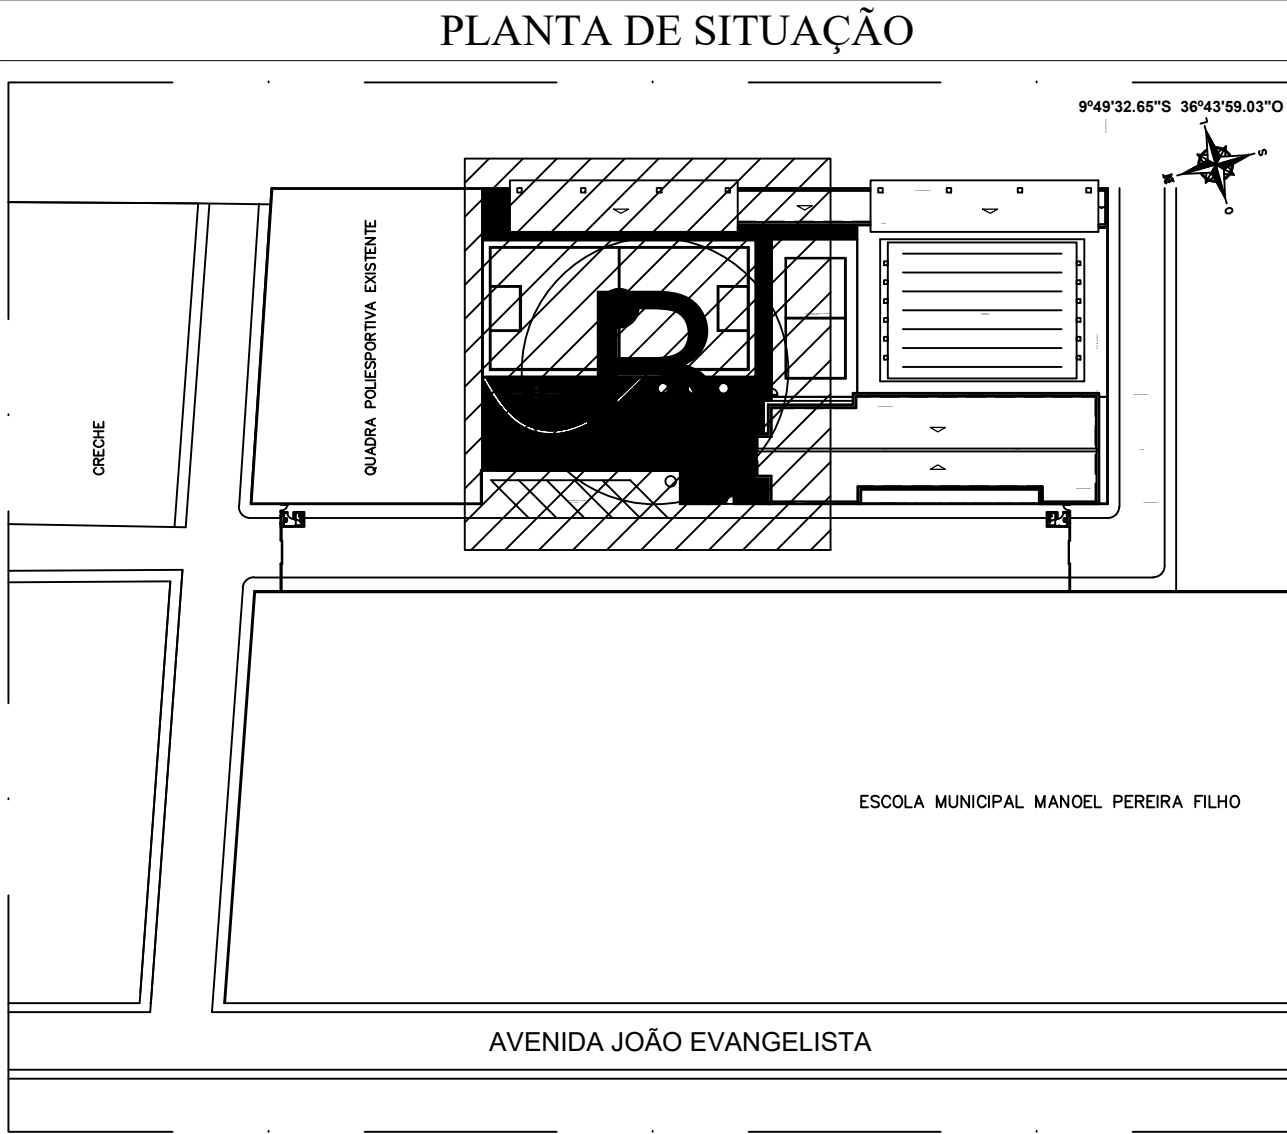 PLANTA DE SITUAÇÃO
9º49'32.65"S 36º43'59.03"O
L
S
O
QUADRA POLIESPORTIVA EXISTENTE
CRECHE
R
ESCOLA MUNICIPAL MANOEL PEREIRA FILHO
AVENIDA JOÃO EVANGELISTA